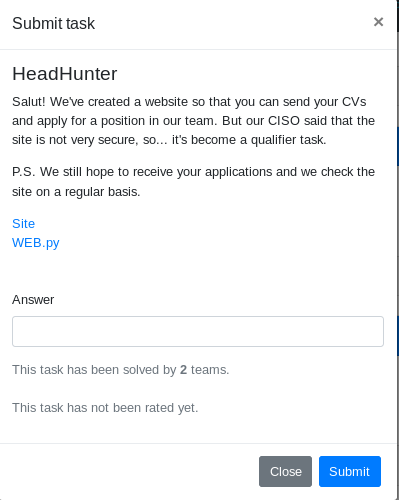 Submit task
×
HeadHunter
Salut! We've created a website so that you can send your CVs
and apply for a position in our team. But our CISO said that the
site is not very secure, so... it's become a qualifier task.
P.S. We still hope to receive your applications and we check the
site on a regular basis.
Site
WEB.py
Answer
This task has been solved by 2 teams.
This task has not been rated yet.
Close Submit